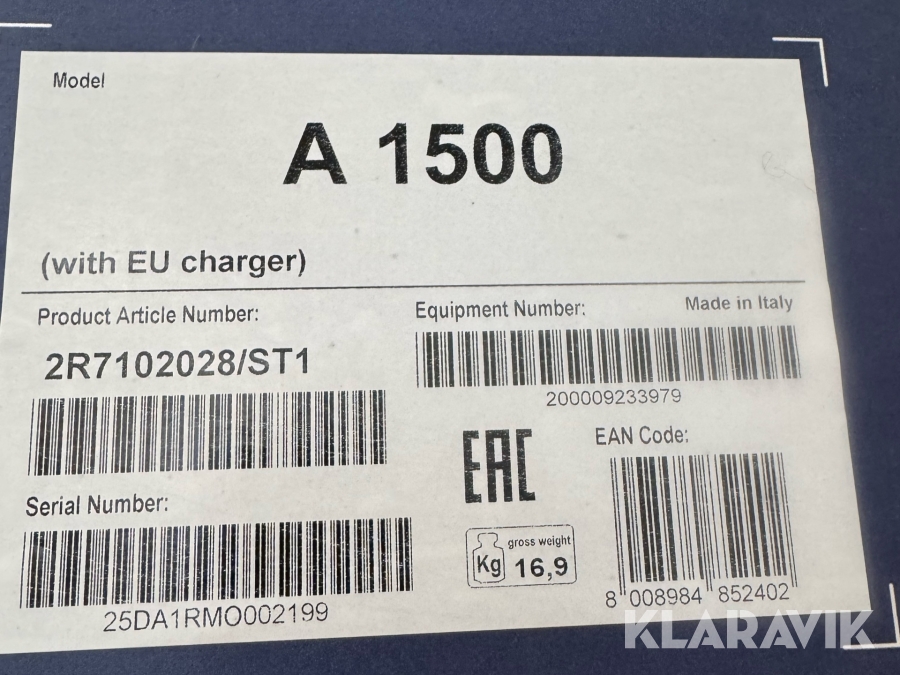 Model
A 1500
(with EU charger)
Product Article Number:
2R7102028/ST1
Equipment Number:
Made in Italy
200009233979
EAC
EAN Code:
8 008984 852402
Serial Number:
25DA1RMO002199
gross weight
Kg 16,9
KLARAVIK